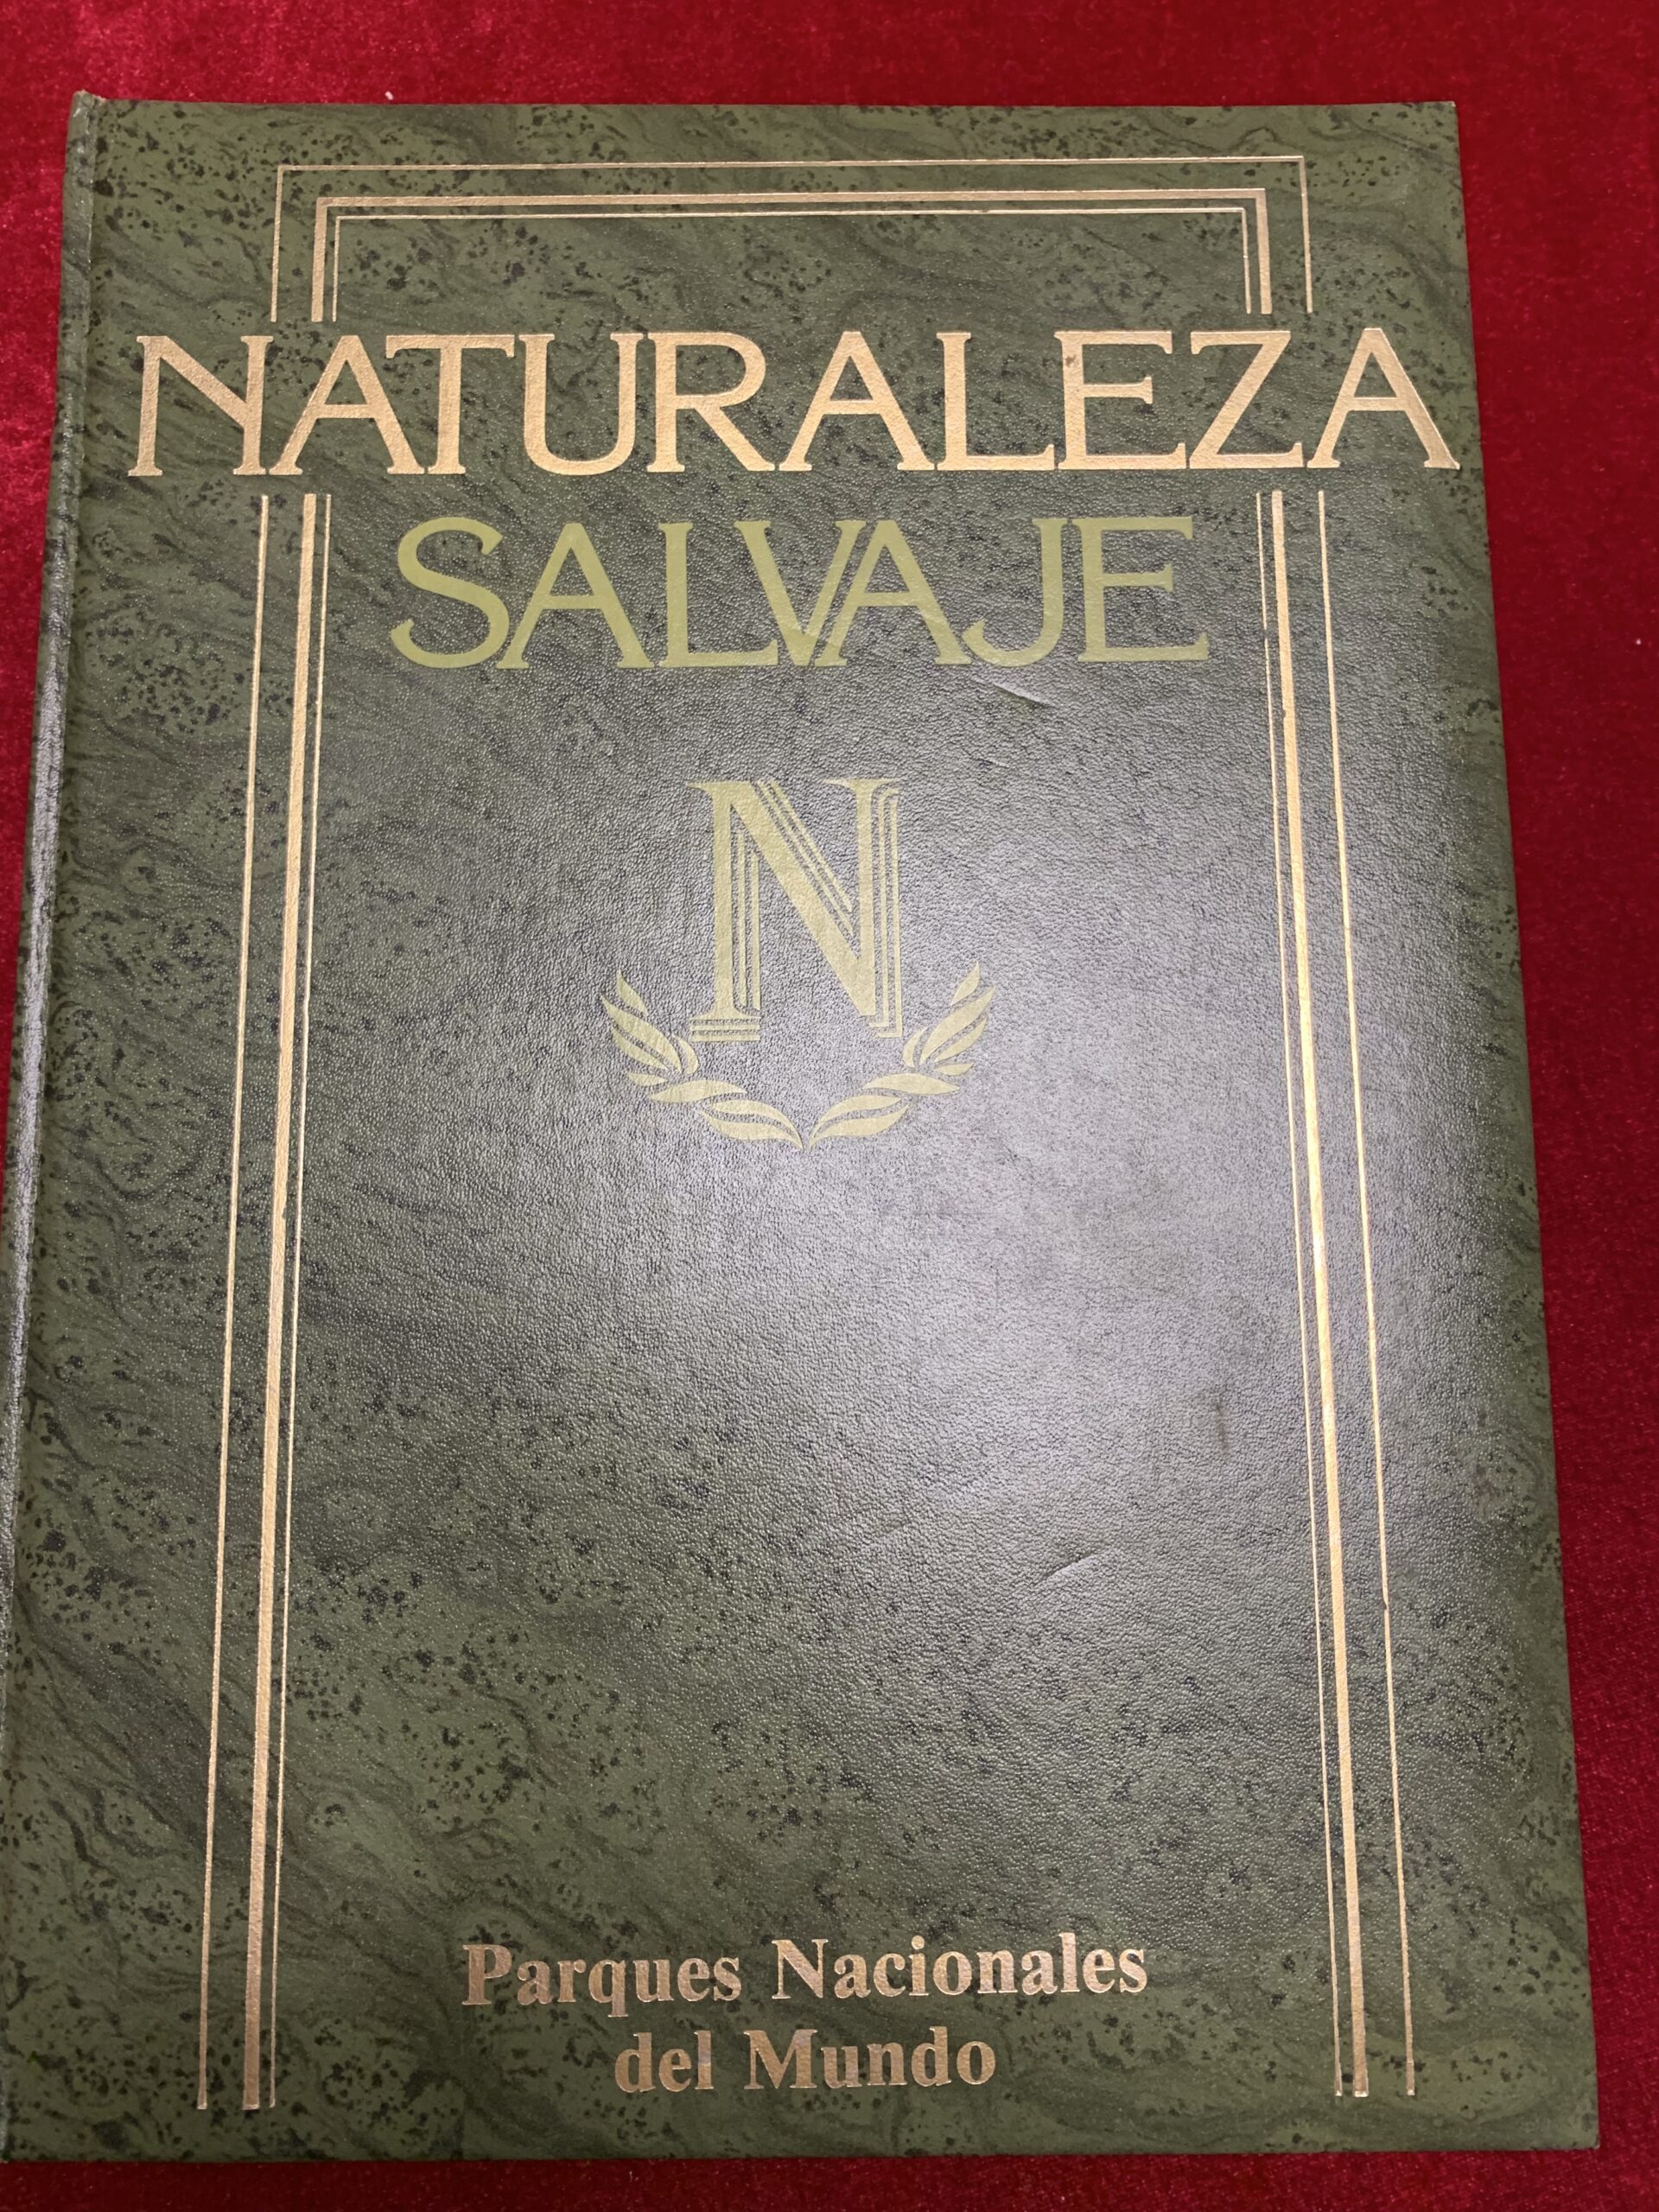 NATURALEZA
SALVAJE
N
Parques Nacionales
del Mundo